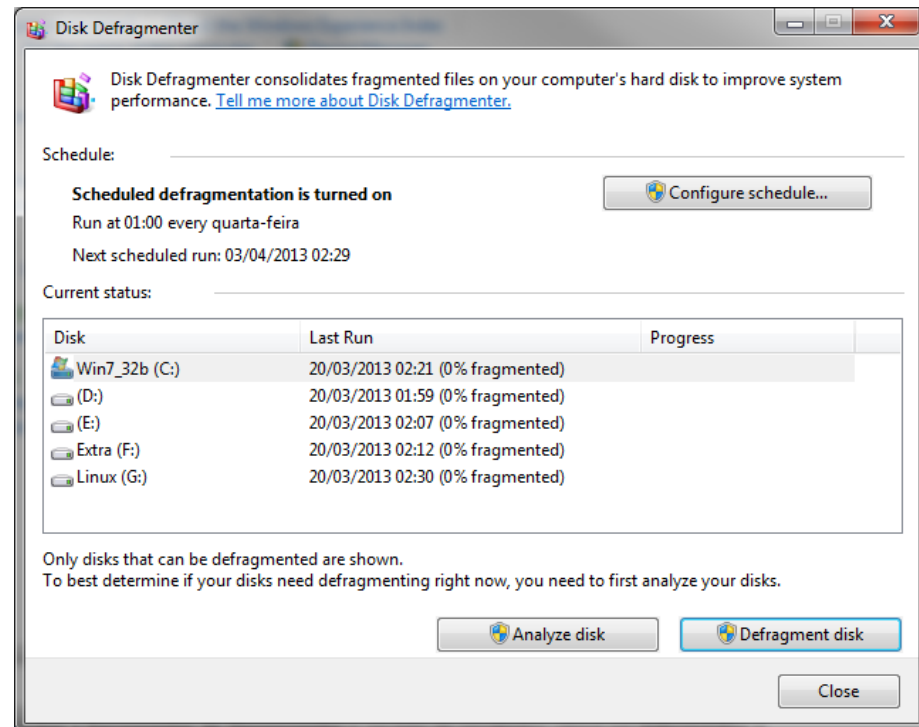 Disk Defragmenter
Disk Defragmenter consolidates fragmented files on your computer's hard disk to improve system
performance. Tell me more about Disk Defragmenter.
Schedule:
Scheduled defragmentation is turned on
Configure schedule...
Run at 01:00 every quarta-feira
Next scheduled run: 03/04/2013 02:29
Current status:
Disk Last Run Progress
Win7_32b (C:) 20/03/2013 02:21 (0% fragmented)
(D:) 20/03/2013 01:59 (0% fragmented)
(E:) 20/03/2013 02:07 (0% fragmented)
Extra (F:) 20/03/2013 02:12 (0% fragmented)
Linux (G:) 20/03/2013 02:30 (0% fragmented)
Only disks that can be defragmented are shown.
To best determine if your disks need defragmenting right now, you need to first analyze your disks.
Analyze disk Defragment disk
Close